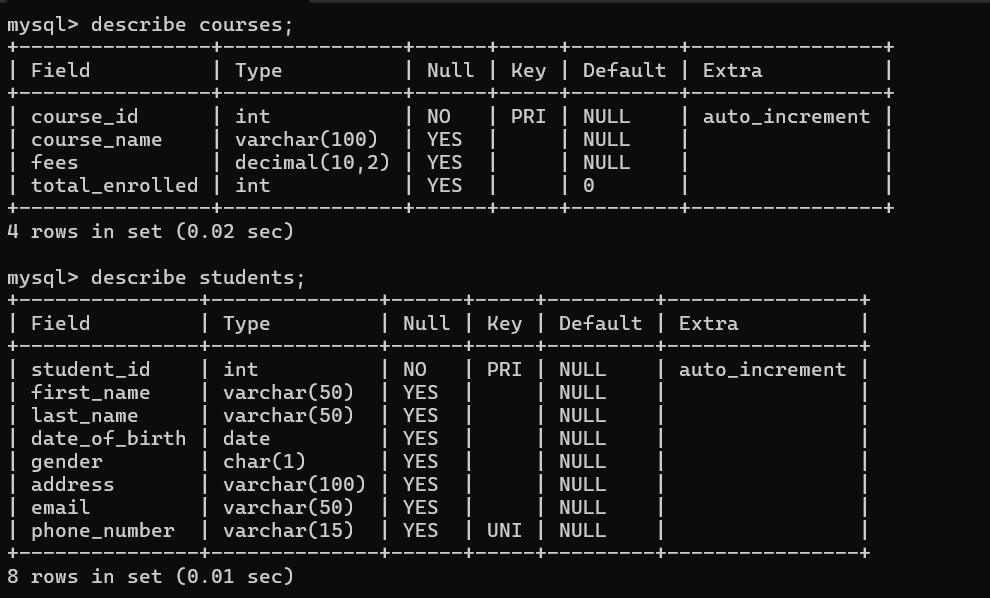 mysql> describe courses;
+----------------+---------------+------+-----+---------+----------------+
| Field          | Type          | Null | Key | Default | Extra          |
+----------------+---------------+------+-----+---------+----------------+
| course_id      | int           | NO   | PRI | NULL    | auto_increment |
| course_name    | varchar(100)  | YES  |     | NULL    |                |
| fees           | decimal(10,2) | YES  |     | NULL    |                |
| total_enrolled | int           | YES  |     | 0       |                |
+----------------+---------------+------+-----+---------+----------------+
4 rows in set (0.02 sec)

mysql> describe students;
+---------------+--------------+------+-----+---------+----------------+
| Field         | Type         | Null | Key | Default | Extra          |
+---------------+--------------+------+-----+---------+----------------+
| student_id    | int          | NO   | PRI | NULL    | auto_increment |
| first_name    | varchar(50)  | YES  |     | NULL    |                |
| last_name     | varchar(50)  | YES  |     | NULL    |                |
| date_of_birth | date         | YES  |     | NULL    |                |
| gender        | char(1)      | YES  |     | NULL    |                |
| address       | varchar(100) | YES  |     | NULL    |                |
| email         | varchar(50)  | YES  |     | NULL    |                |
| phone_number  | varchar(15)  | YES  | UNI | NULL    |                |
+---------------+--------------+------+-----+---------+----------------+
8 rows in set (0.01 sec)